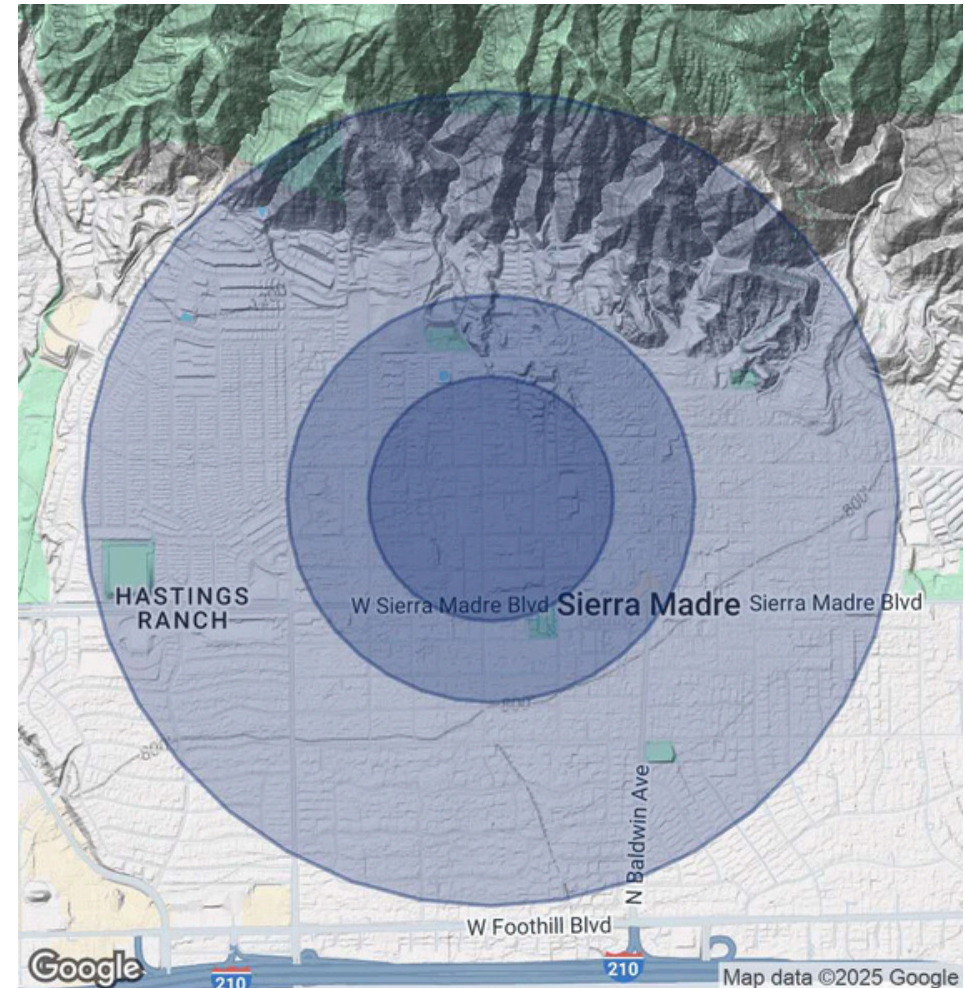 1200
800'
HASTINGS
RANCH
W Sierra Madre Blvd
Sierra Madre
Sierra Madre Blvd
800
800
N Baldwin Ave
W Foothill Blvd
Google
210
210
Map data ©2025 Google